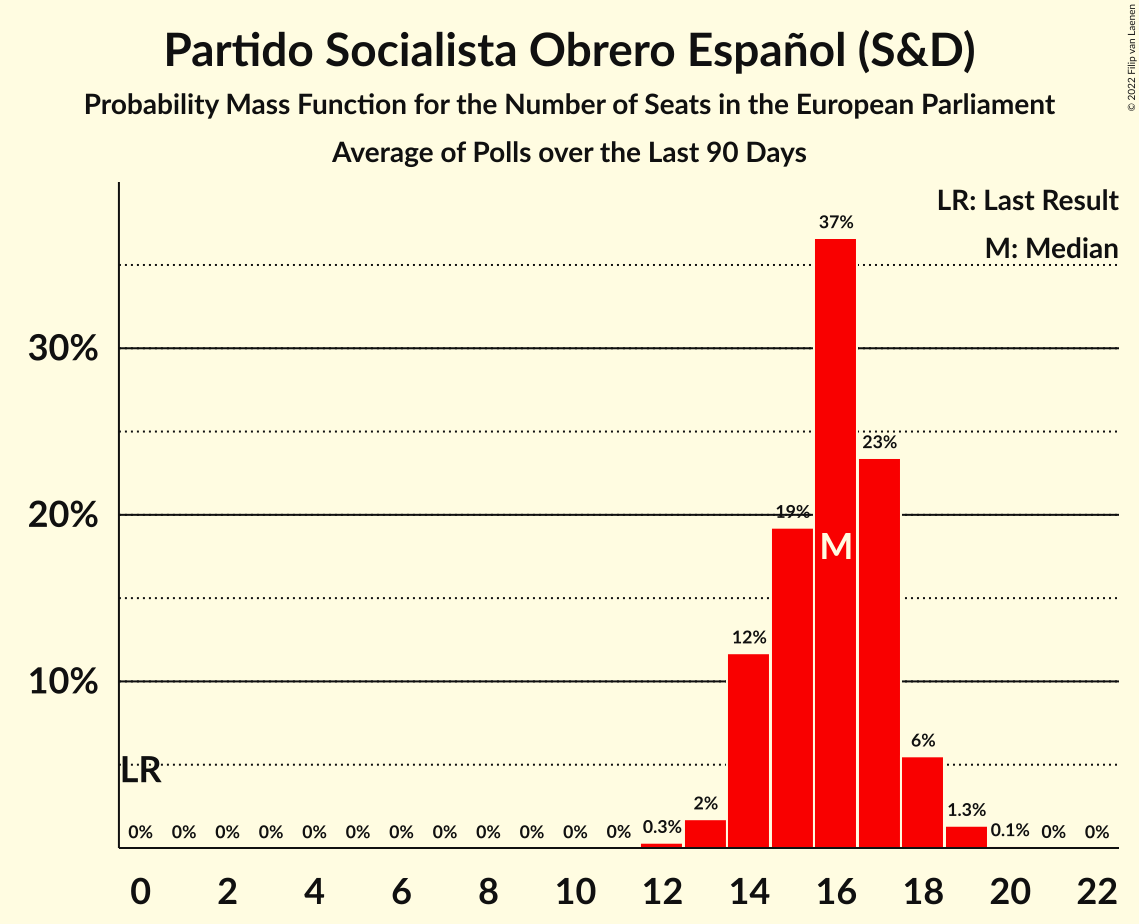 Partido Socialista Obrero Español (S&D)
Probability Mass Function for the Number of Seats in the European Parliament
Average of Polls over the Last 90 Days
© 2022 Filip van Laenen
LR: Last Result
M: Median
37%
30%
23%
20%
19%
M
12%
10%
6%
LR
0% 0% 0% 0% 0% 0% 0% 0% 0% 0% 0% 0% 0.3% 2% 1.3% 0.1% 0% 0%
0 2 4 6 8 10 12 14 16 18 20 22